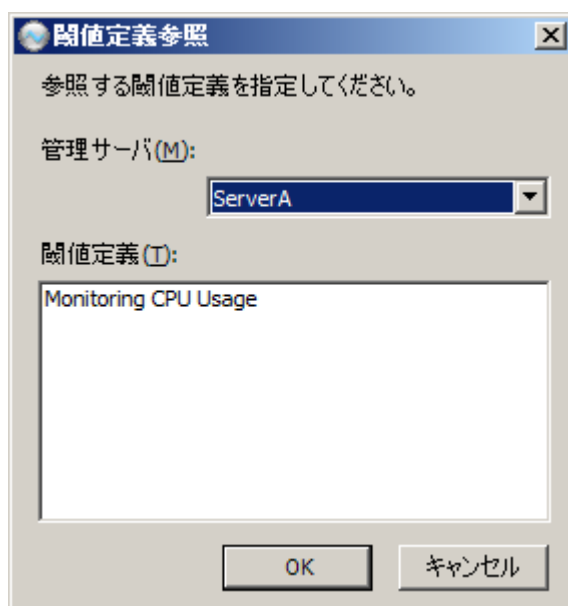 閾値定義参照
参照する閾値定義を指定してください。
管理サーバ(M):
ServerA
閾値定義(T):
Monitoring CPU Usage
OK
キャンセル